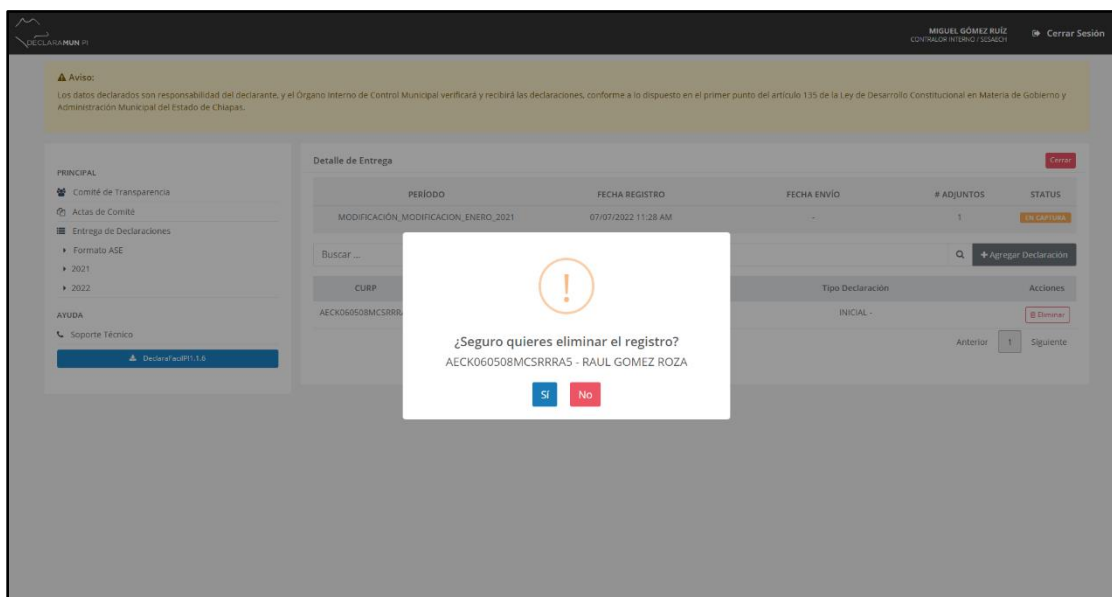 DECLARAMUN PI
MIGUEL GÓMEZ RUÍZ
CONTRALOR INTERNO / SESAECH
Cerrar Sesión
Aviso:
Los datos declarados son responsabilidad del declarante, y el Órgano Interno de Control Municipal verificará y recibirá las declaraciones, conforme a lo dispuesto en el primer punto del artículo 135 de la Ley de Desarrollo Constitucional en Materia de Gobierno y
Administración Municipal del Estado de Chiapas.
PRINCIPAL
Comité de Transparencia
Actas de Comité
Entrega de Declaraciones
Formato ASE
2021
2022
AYUDA
Soporte Técnico
DeclaraFacilPI1.1.6
Detalle de Entrega
Cerrar
PERÍODO FECHA REGISTRO FECHA ENVÍO # ADJUNTOS STATUS
MODIFICACIÓN_MODIFICACION_ENERO_2021 07/07/2022 11:28 AM - 1 EN CAPTURA
Buscar ...
+Agregar Declaración
CURP Tipo Declaración Acciones
AECK060508MCSRRR INICIAL - Eliminar
Anterior 1 Siguiente
¿Seguro quieres eliminar el registro?
AECK060508MCSRRRA5 - RAUL GOMEZ ROZA
Sí No